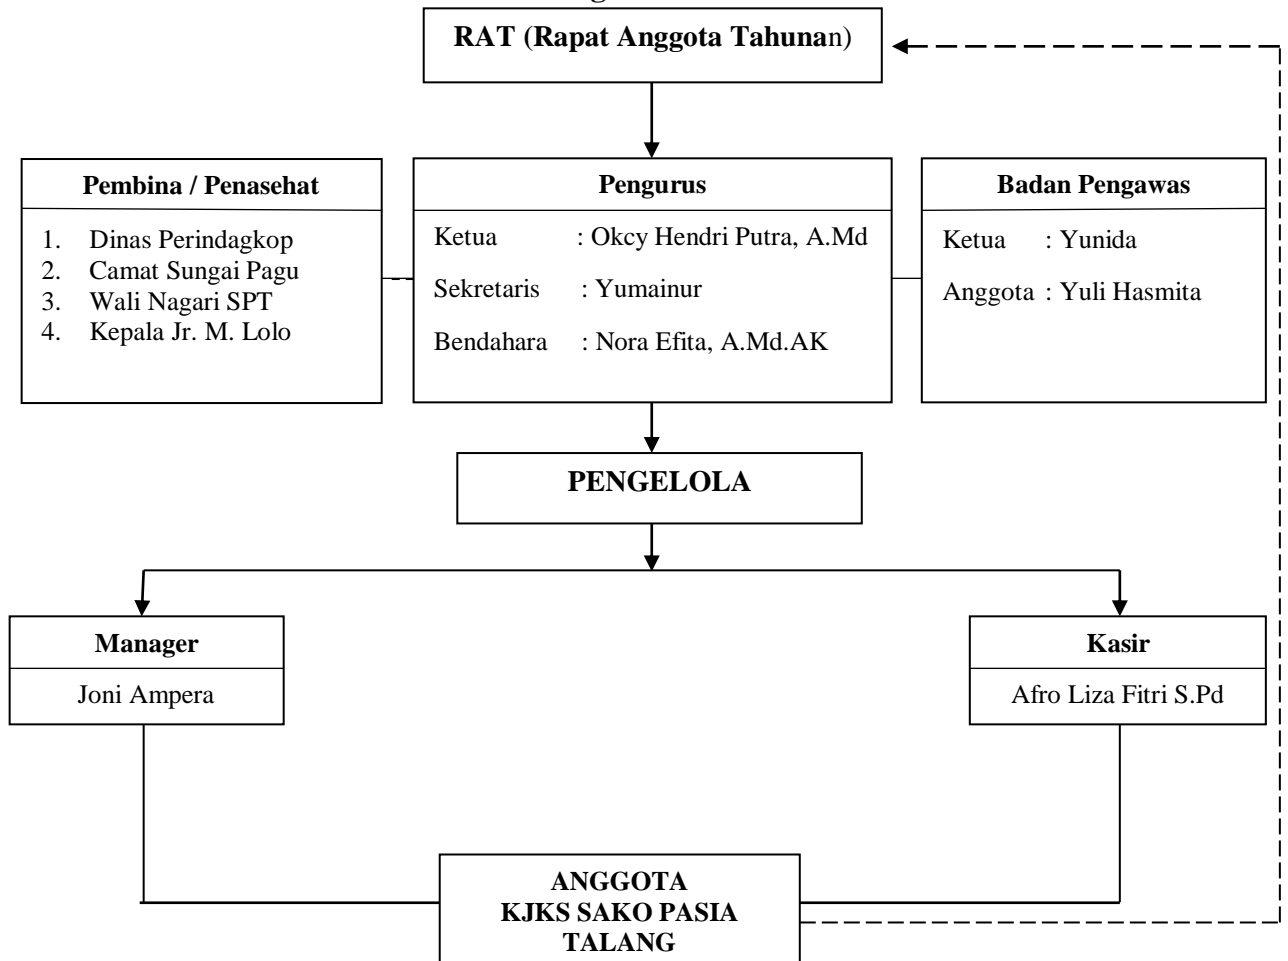 RAT (Rapat Anggota Tahunan)
Pembina / Penasehat
1. Dinas Perindagkop
2. Camat Sungai Pagu
3. Wali Nagari SPT
4. Kepala Jr. M. Lolo
Pengurus
Ketua : Okcy Hendri Putra, A.Md
Sekretaris : Yumainur
Bendahara : Nora Efita, A.Md.AK
Badan Pengawas
Ketua : Yunida
Anggota : Yuli Hasmita
PENGELOLA
Manager
Joni Ampera
Kasir
Afro Liza Fitri S.Pd
ANGGOTA
KJKS SAKO PASIA
TALANG